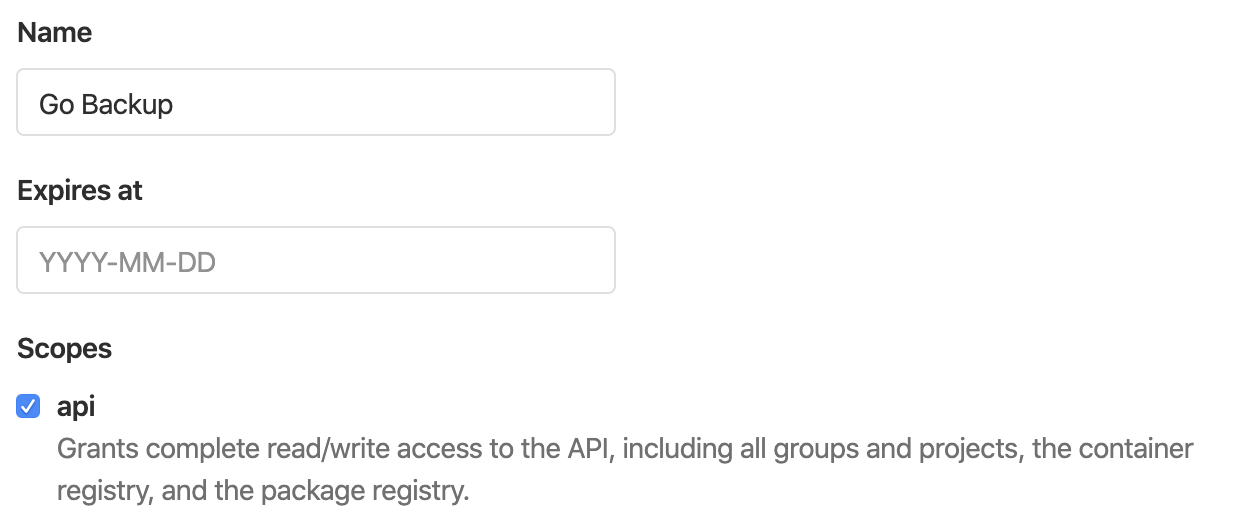 Name
Go Backup
Expires at
YYYY-MM-DD
Scopes
api
Grants complete read/write access to the API, including all groups and projects, the container
registry, and the package registry.